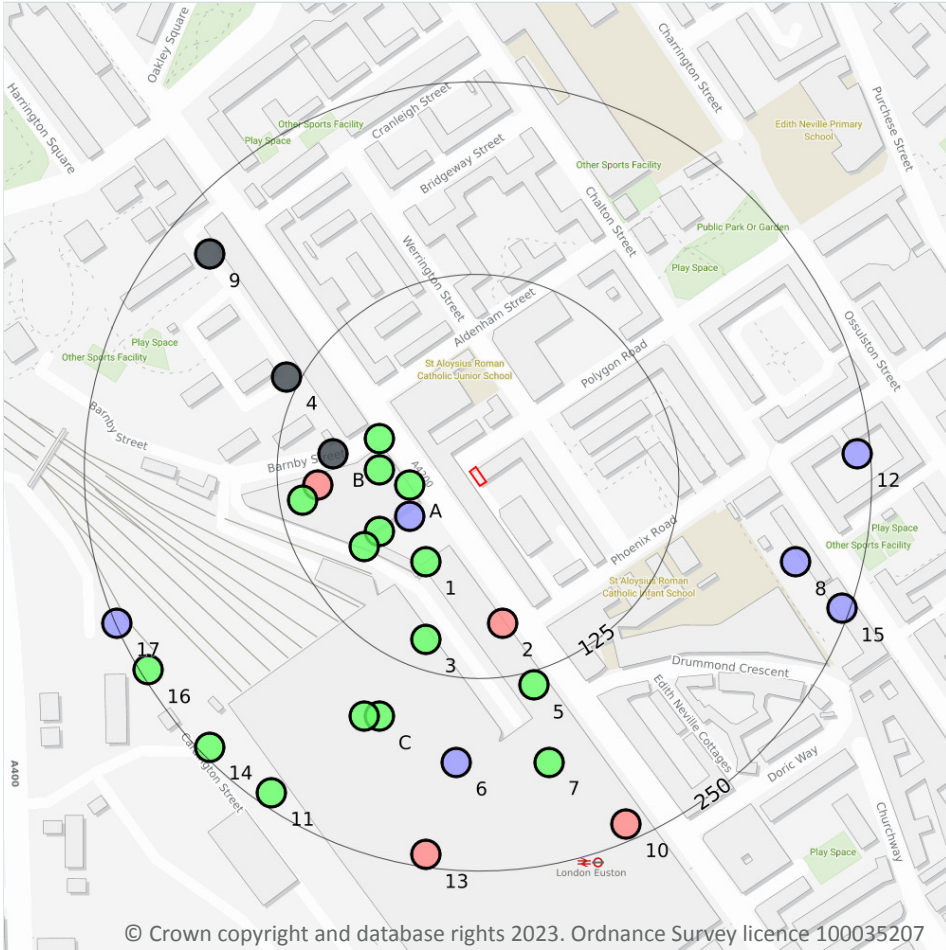 Oakley Square
Harrington Square
Cranleigh Street
Other Sports Facility
Play Space
Bridgeway Street
Charrington Street
Purchese Street
Edith Neville Primary
School
Other Sports Facility
Chalton Street
Public Park Or Garden
Play Space
Werrington Street
9
Aldenham Street
Ossulston Street
Play Space
Other Sports Facility
St Aloysius Roman
Catholic Junior School
Polygon Road
4
Barnby Street
Barnby Street
A4200
B
12
A
Phoenix Road
Play Space
Other Sports Facility
1
St Aloysius Roman
Catholic Infant School
8
15
2
125
17
3
Drummond Crescent
16
5
Edith Neville Cottages
C
14
Cardington Street
6
7
Doric Way
A400
250
11
Churchway
10
Play Space
13
London Euston
© Crown copyright and database rights 2023. Ordnance Survey licence 100035207